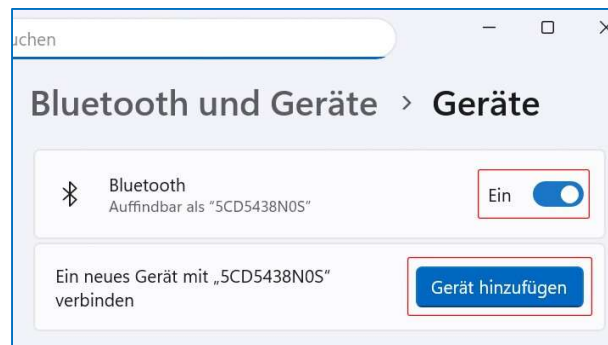 uchen
Bluetooth und Geräte > Geräte
Bluetooth
Ein
Auffindbar als "5CD5438N0S"
Ein neues Gerät mit „5CD5438N0S"
verbinden
Gerät hinzufügen